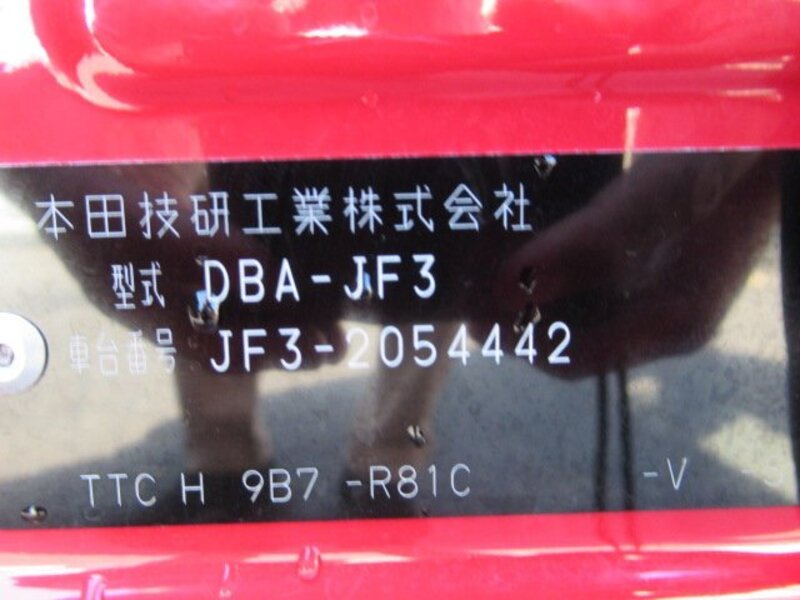 本田技研工業株式会社
型式 DBA-JF3
車台番号 JF3-2054442
TTC H 9B7 -R81C -V